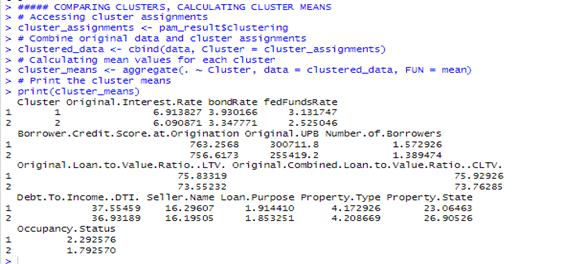 > ##### COMPARING CLUSTERS, CALCULATING CLUSTER MEANS
> # Accessing cluster assignments
> cluster_assignments <- pam_result$clustering
> # Combine original data and cluster assignments
> clustered_data <- cbind(data, Cluster = cluster_assignments)
> # Calculating mean values for each cluster
> cluster_means <- aggregate(. ~ Cluster, data = clustered_data, FUN = mean)
> # Print the cluster means
> print(cluster_means)
Cluster Original.Interest.Rate bondRate fedFundsRate
1 1 6.913827 3.930166 3.131747
2 2 6.090871 3.347771 2.525046
Borrower.Credit.Score.at.Origination Original.UPB Number.of.Borrowers
1 763.2568 300711.8 1.572926
2 756.6173 255419.2 1.389474
Original.Loan.to.Value.Ratio..LTV. Original.Combined.Loan.to.Value.Ratio..CLTV.
1 75.83319 75.92926
2 73.55232 73.76285
Debt.To.Income..DTI. Seller.Name Loan.Purpose Property.Type Property.State
1 37.55459 16.29607 1.914410 4.172926 23.06463
2 36.93189 16.19505 1.853251 4.208669 26.90526
Occupancy.Status
1 2.292576
2 1.792570
>